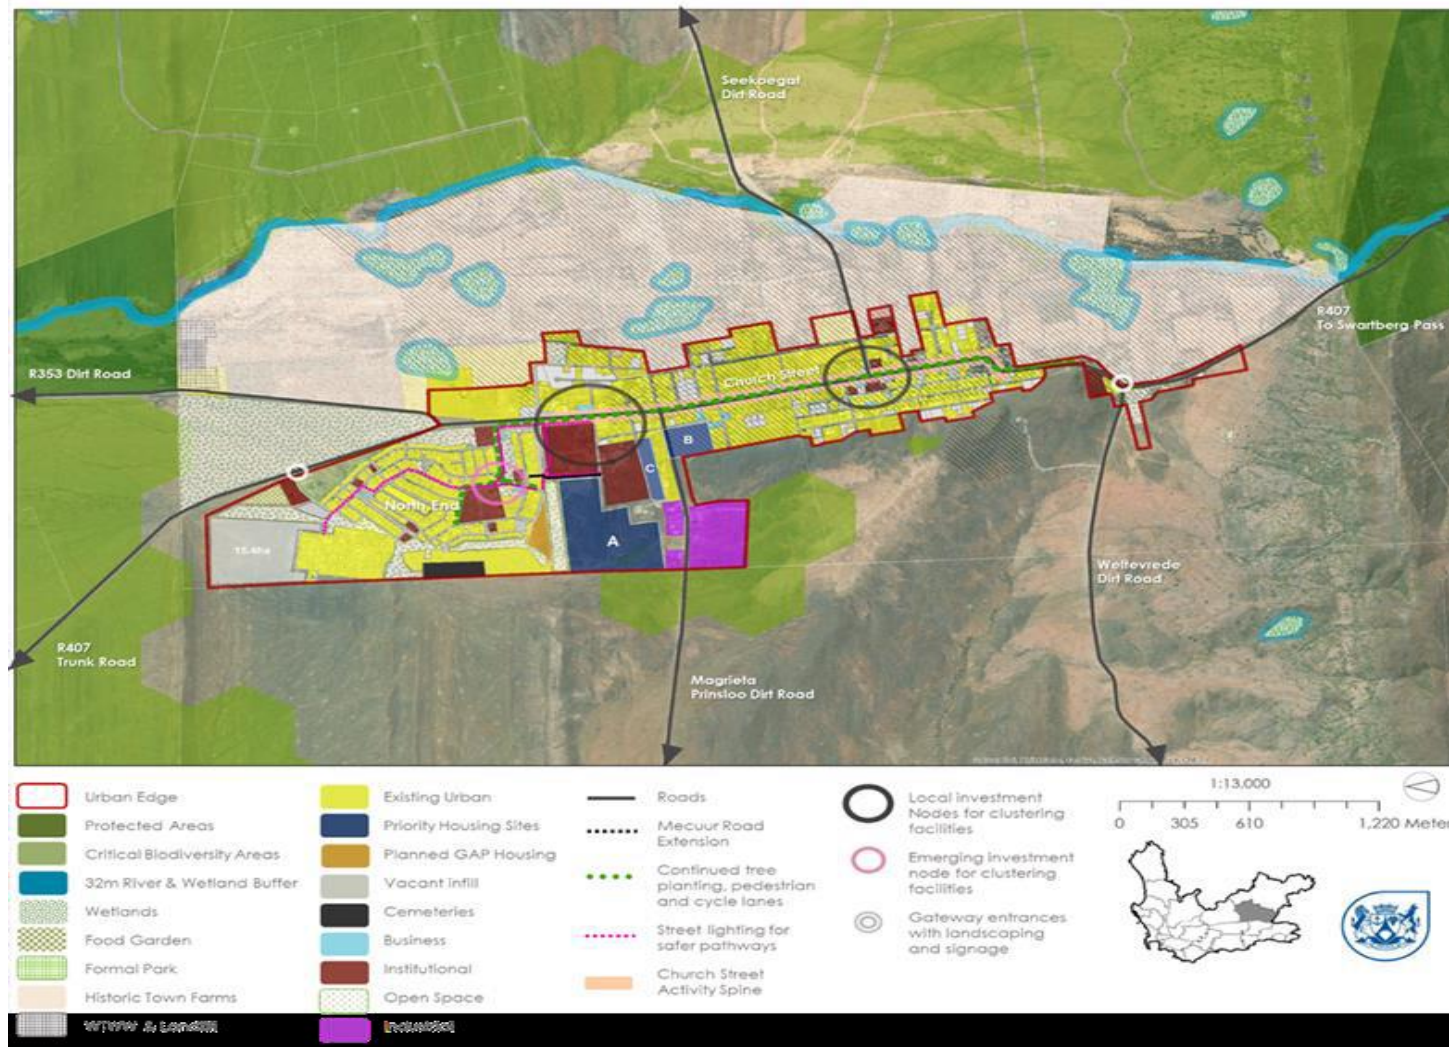 Seekoegat
Dirt Road
R407
To Swartberg Pass
R353 Dirt Road
Church Street
B
C
North End
A
15.4ha
Weltevrede
Dirt Road
R407
Trunk Road
Magrieta
Prinsloo Dirt Road
Urban Edge
Protected Areas
Critical Biodiversity Areas
32m River & Wetland Buffer
Wetlands
Food Garden
Formal Park
Historic Town Farms
WTWW & Landfill
Existing Urban
Priority Housing Sites
Planned GAP Housing
Vacant infill
Cemeteries
Business
Institutional
Open Space
Industrial
Roads
Mecuur Road
Extension
Continued tree
planting, pedestrian
and cycle lanes
Street lighting for
safer pathways
Church Street
Activity Spine
Local investment
Nodes for clustering
facilities
Emerging investment
node for clustering
facilities
Gateway entrances
with landscaping
and signage
1:13,000
0 305 610 1,220 Meter